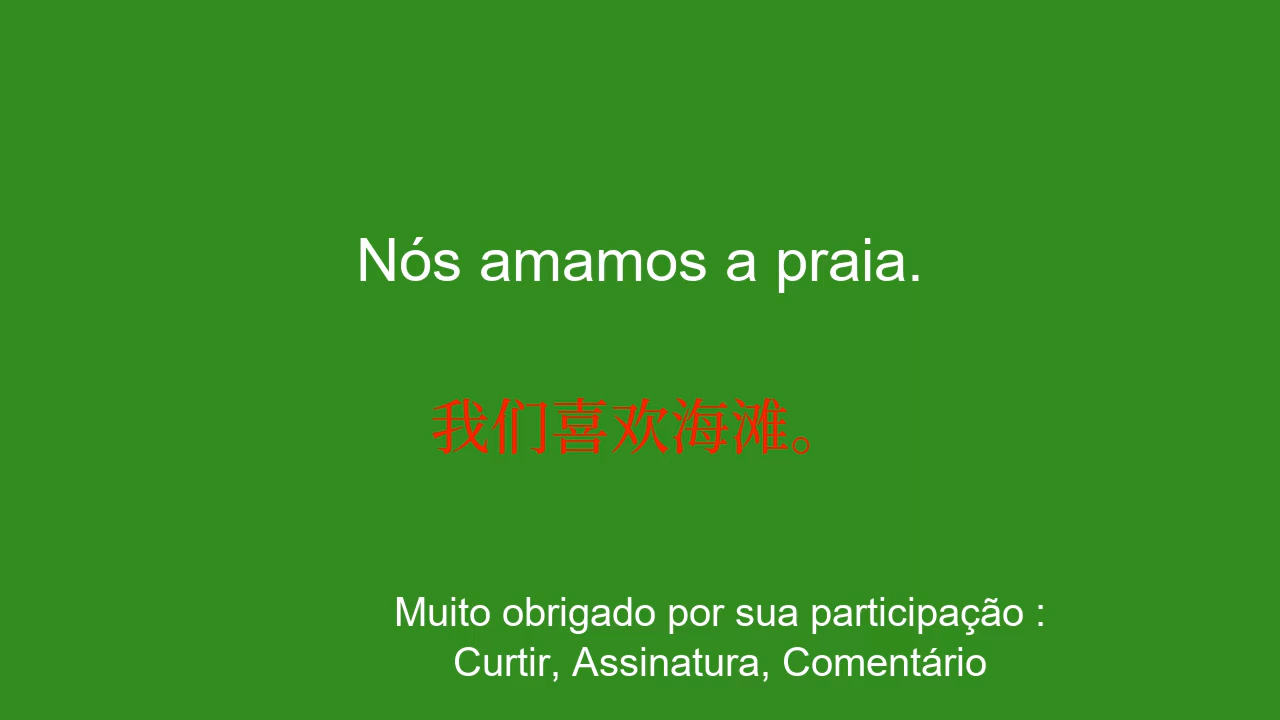 Nós amamos a praia.
我们喜欢海滩。
Muito obrigado por sua participação :
Curtir, Assinatura, Comentário